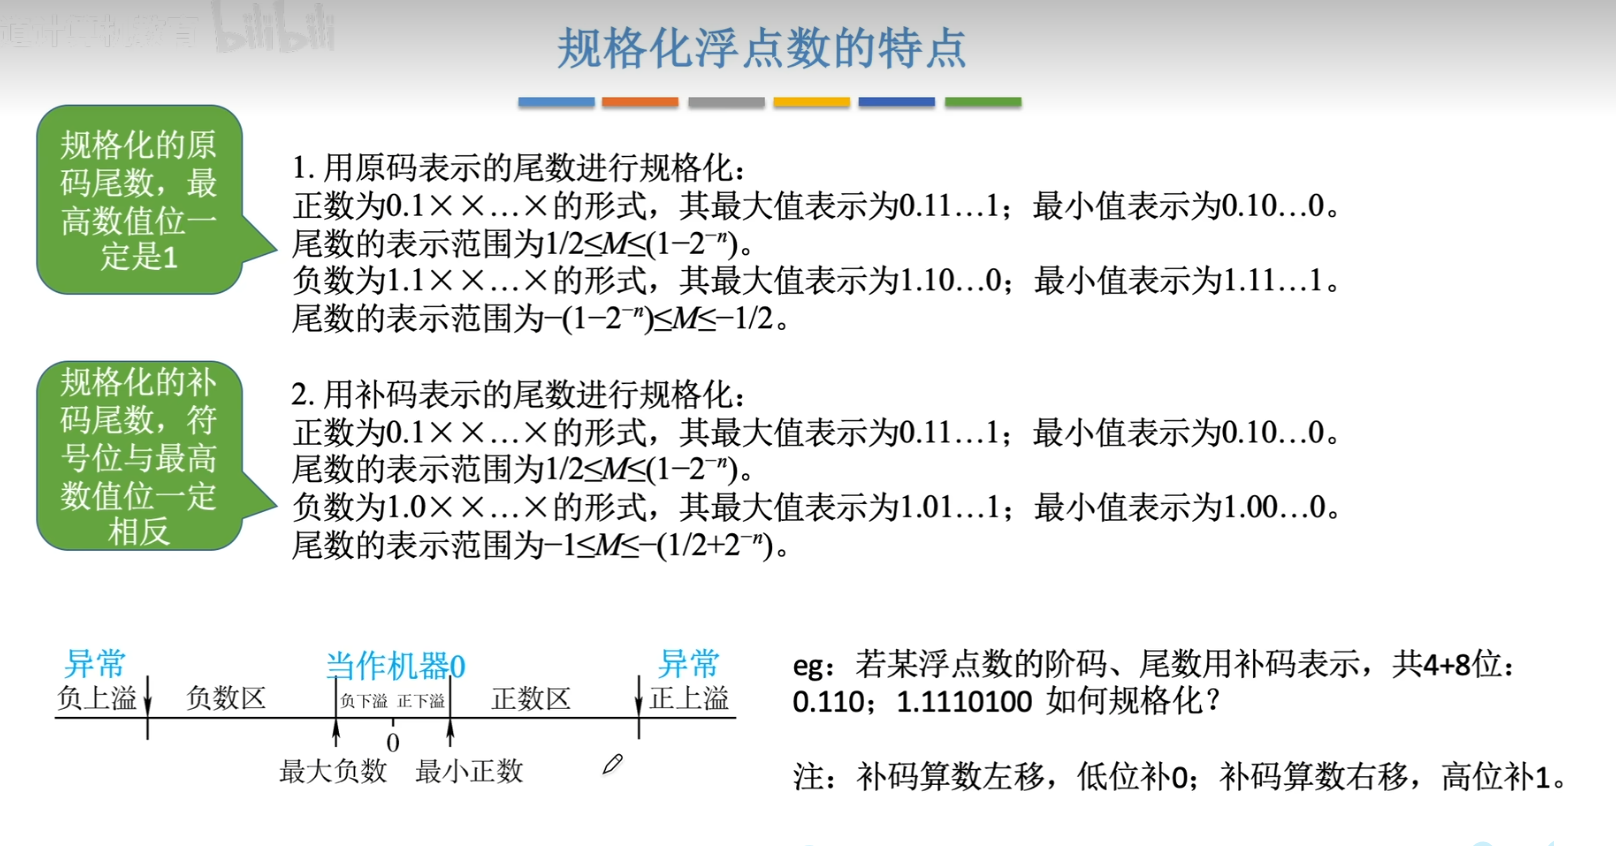 bilibili
规格化浮点数的特点
规格化的原
码尾数，最
高数值位一
定是1
1. 用原码表示的尾数进行规格化：
正数为0.1××…×的形式，其最大值表示为0.11…1；最小值表示为0.10…0。
尾数的表示范围为1/2≤M≤(1−2⁻ⁿ)。
负数为1.1××…×的形式，其最大值表示为1.10…0；最小值表示为1.11…1。
尾数的表示范围为−(1−2⁻ⁿ)≤M≤−1/2。
规格化的补
码尾数，符
号位与最高
数值位一定
相反
2. 用补码表示的尾数进行规格化：
正数为0.1××…×的形式，其最大值表示为0.11…1；最小值表示为0.10…0。
尾数的表示范围为1/2≤M≤(1−2⁻ⁿ)。
负数为1.0××…×的形式，其最大值表示为1.01…1；最小值表示为1.00…0。
尾数的表示范围为−1≤M≤−(1/2+2⁻ⁿ)。
异常 当作机器0 异常
负上溢 负数区 负下溢 正下溢 正数区 正上溢
0
最大负数 最小正数
eg：若某浮点数的阶码、尾数用补码表示，共4+8位：
0.110；1.1110100 如何规格化？
注：补码算数左移，低位补0；补码算数右移，高位补1。